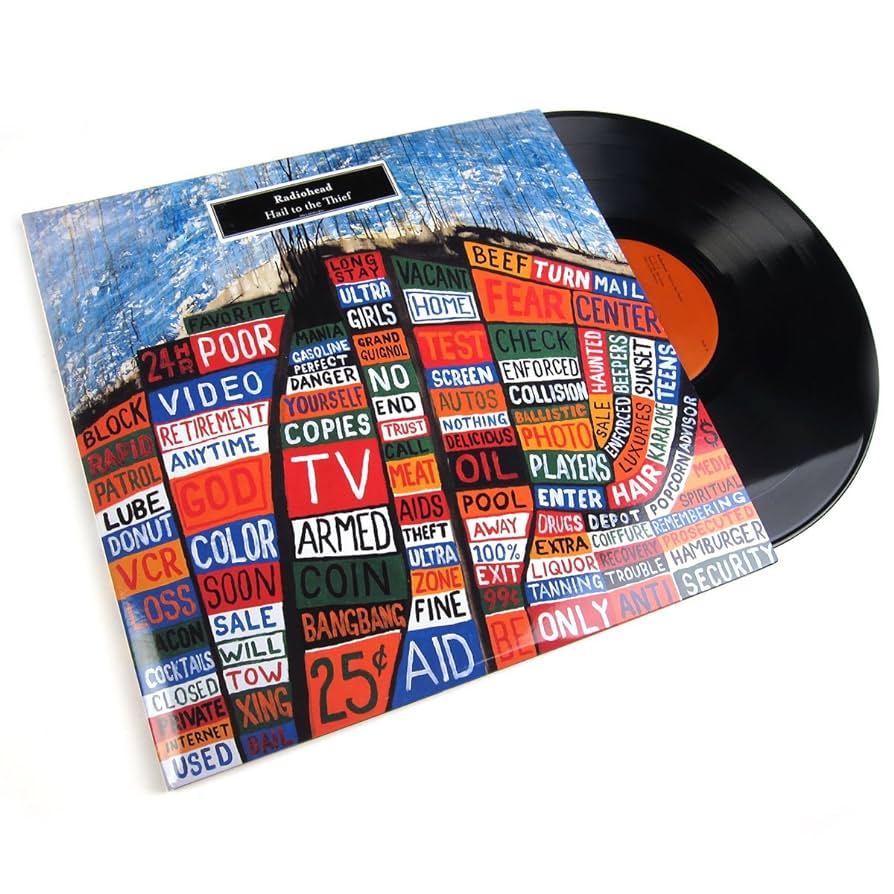 Radiohead
Hail to the Thief
FAVORITE
24HR
POOR
BLOCK
VIDEO
RAPID
RETIREMENT
PATROL
ANYTIME
LUBE
GOD
DONUT
COLOR
VCR
SOON
LOSS
SALE
ACON
WILL
COCKTAILS
TOW
CLOSED
XING
PRIVATE
BAIL
INTERNET
USED
MANIA
GASOLINE
PERFECT
DANGER
YOURSELF
COPIES
TV
ARMED
COIN
BANGBANG
25¢
LONG
STAY
ULTRA
GIRLS
GRAND
GUIGNOL
NO
END
TRUST
CALL
MEAT
AIDS
THEFT
ULTRA
ZONE
FINE
AID
VACANT
HOME
TEST
SCREEN
AUTOS
NOTHING
DELICIOUS
OIL
POOL
AWAY
100%
EXIT
99¢
BE
BEEF
TURN
MAIL
FEAR
CENTER
CHECK
ENFORCED
COLLISION
BALLISTIC
PHOTO
PLAYERS
ENTER
HAUNTED
BEEPERS
SUNSET
TEENS
SALE
ENFORCED
LUXURIES
KARAOKE
HAIR
POPCORN
ADVISOR
DRUGS
DEPOT
EXTRA
COIFFURE
REMEMBERING
SPIRITUAL
MEDIA
LIQUOR
RECOVERY
PROSECUTED
TANNING
TROUBLE
HAMBURGER
ONLY
ANTI
SECURITY